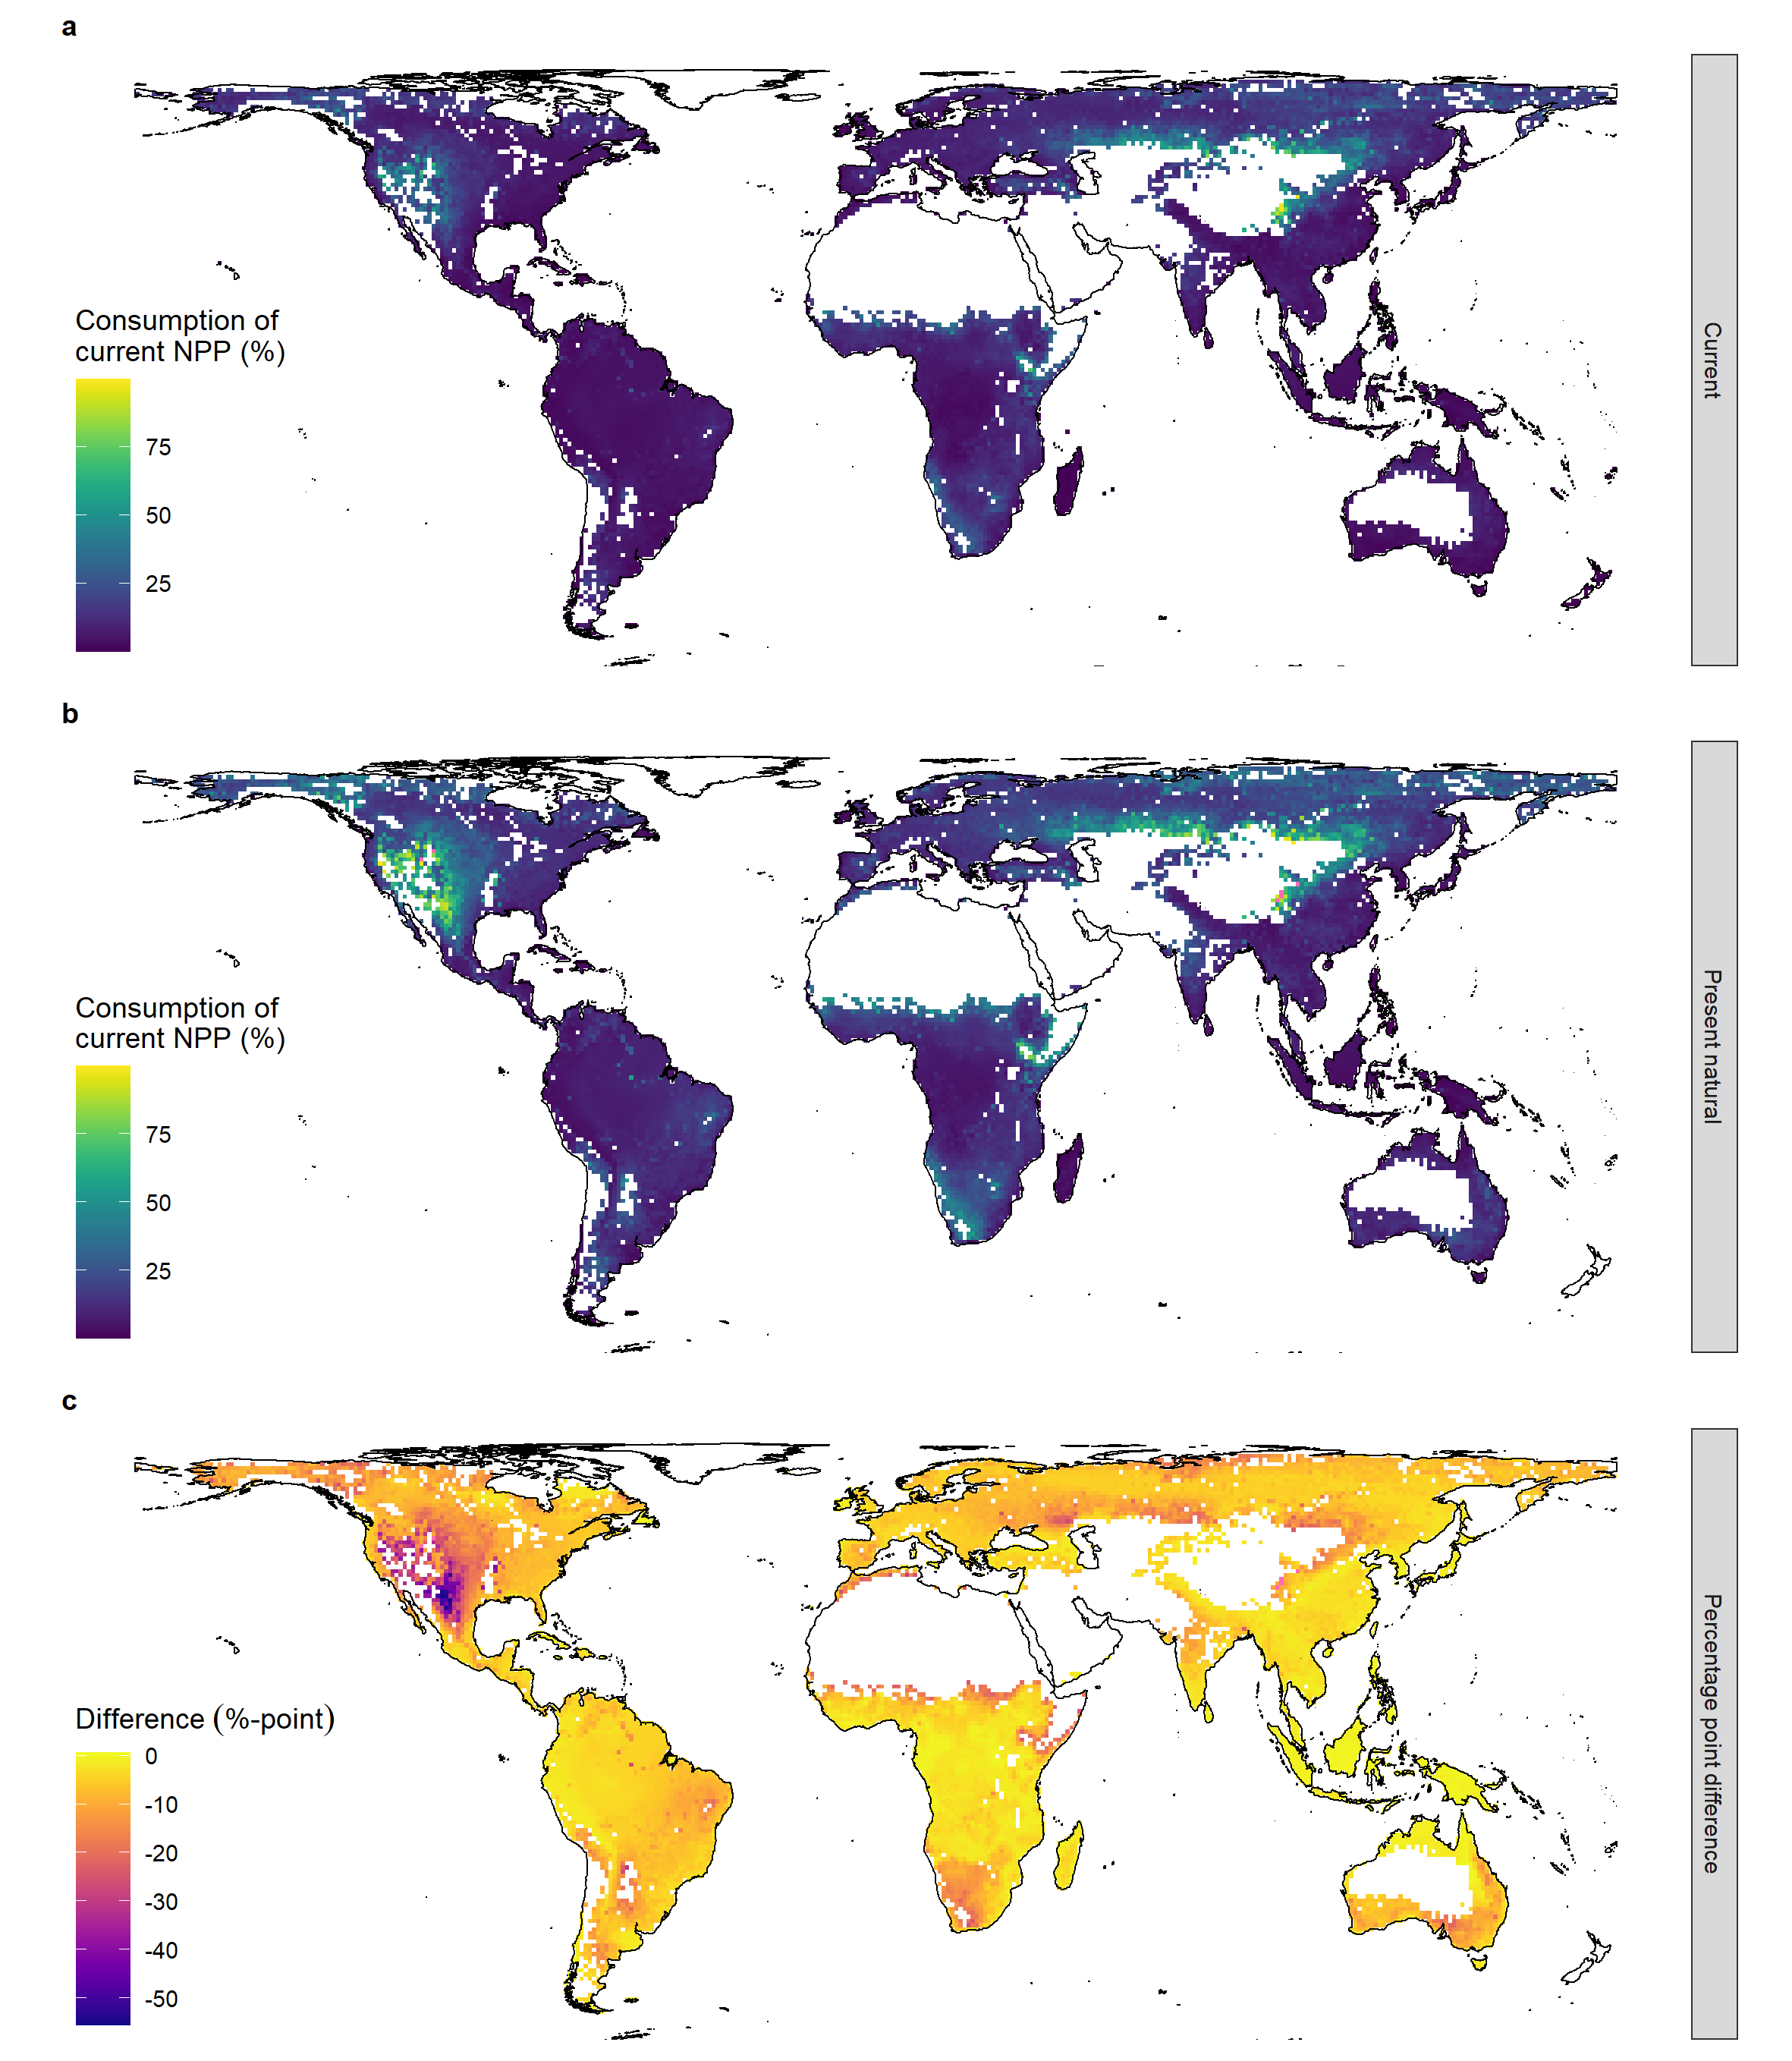 a
Current
Consumption of
current NPP (%)
75
50
25
b
Present natural
Consumption of
current NPP (%)
75
50
25
c
Percentage point difference
Difference (%-point)
0
-10
-20
-30
-40
-50